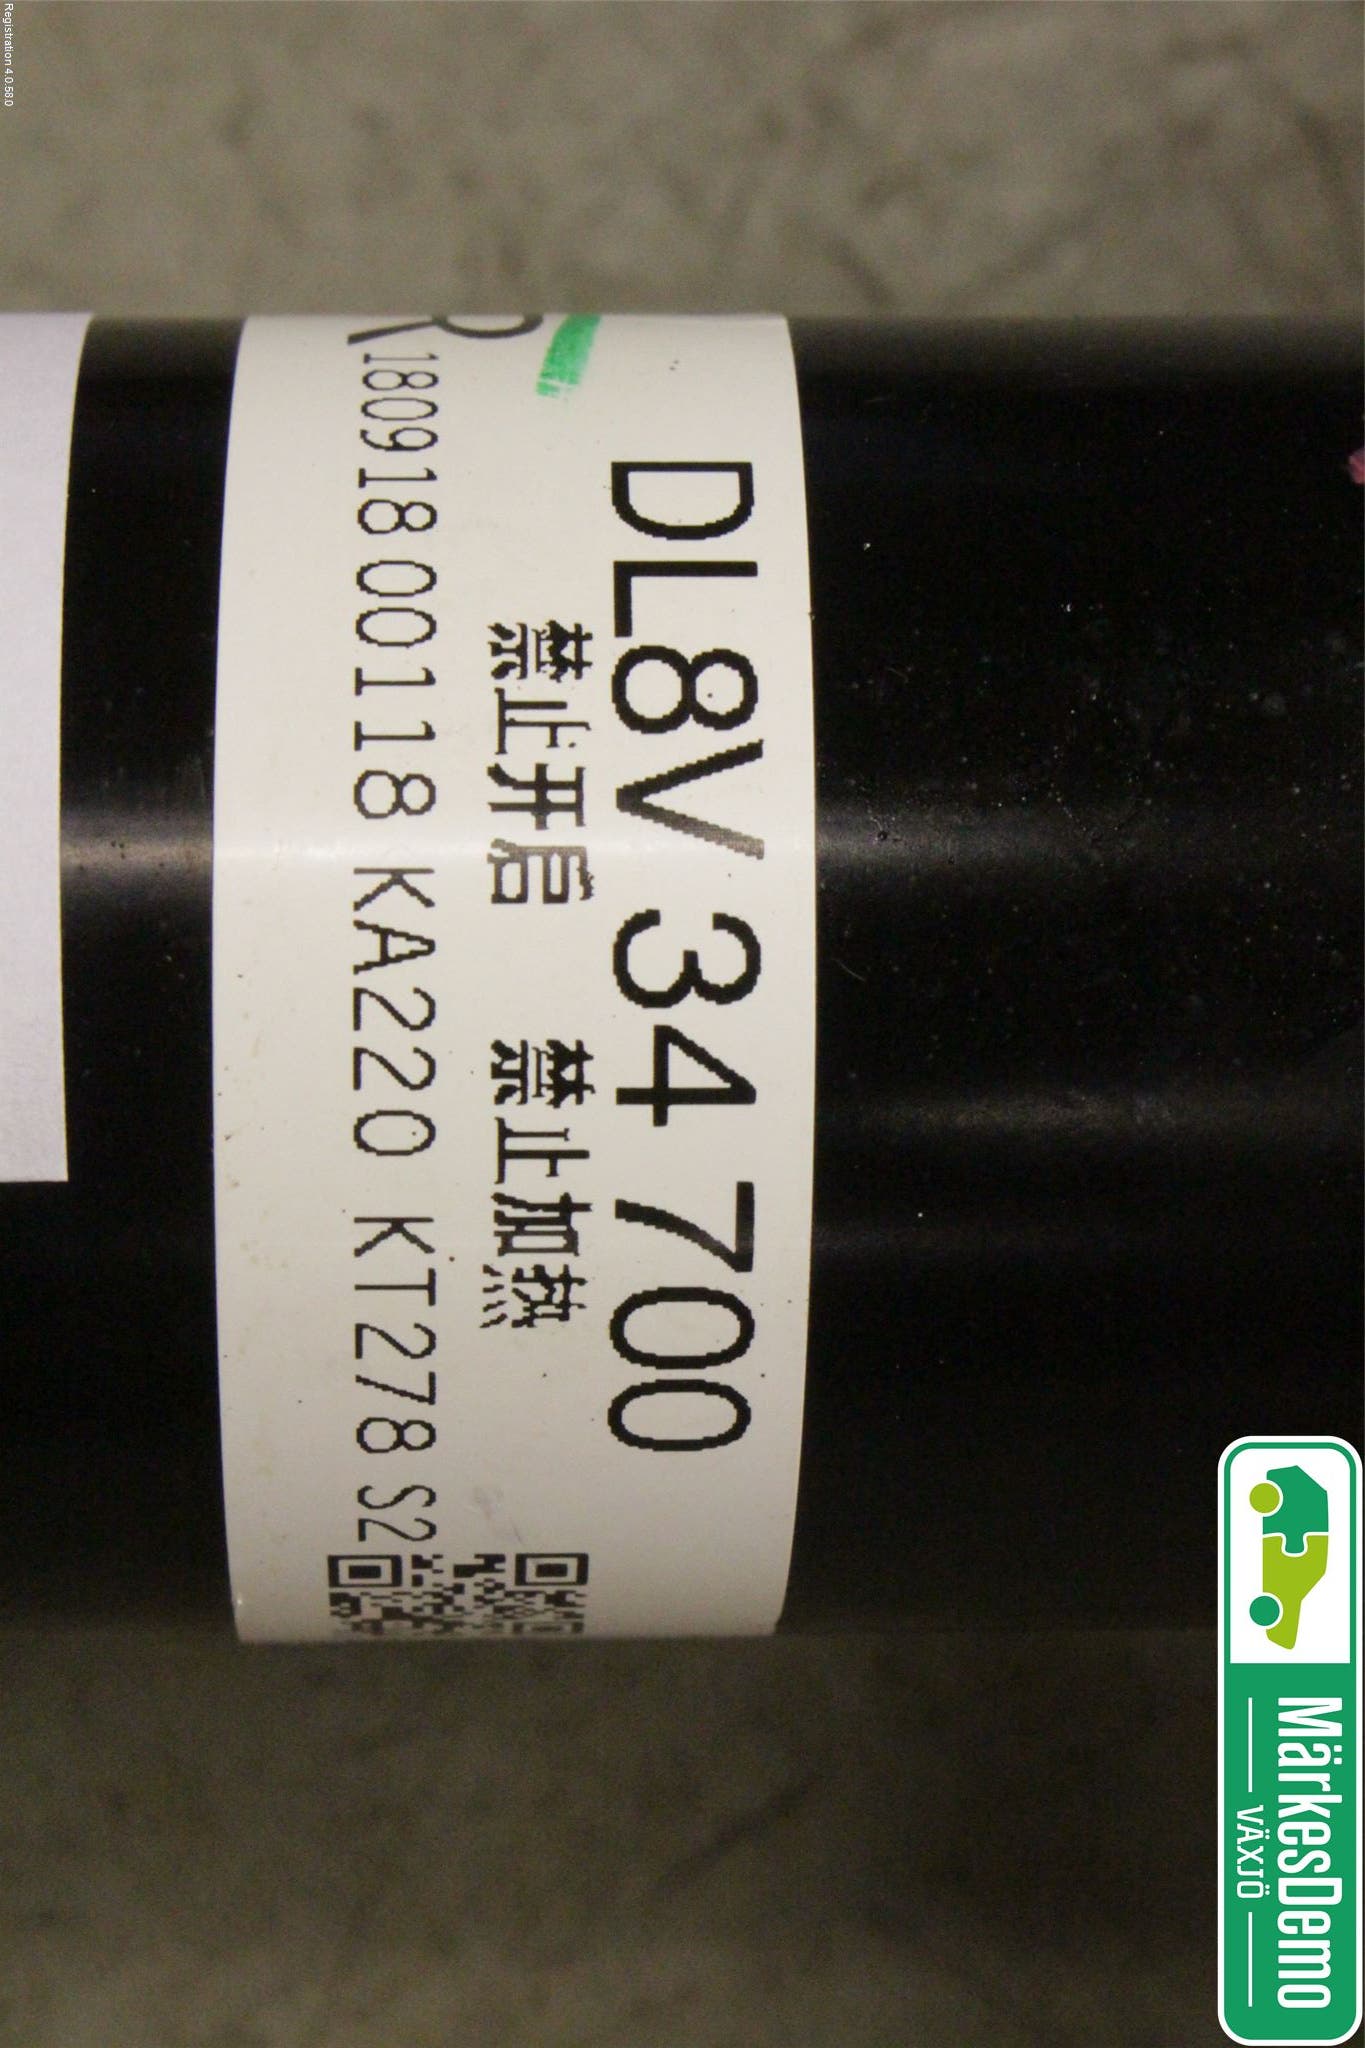 Registration 4.0.58.0
DL8V 34 700
禁止开启 禁止加热
R
180918 00118 KA220 KT278 S2
MärkesDemo
VÄXJÖ